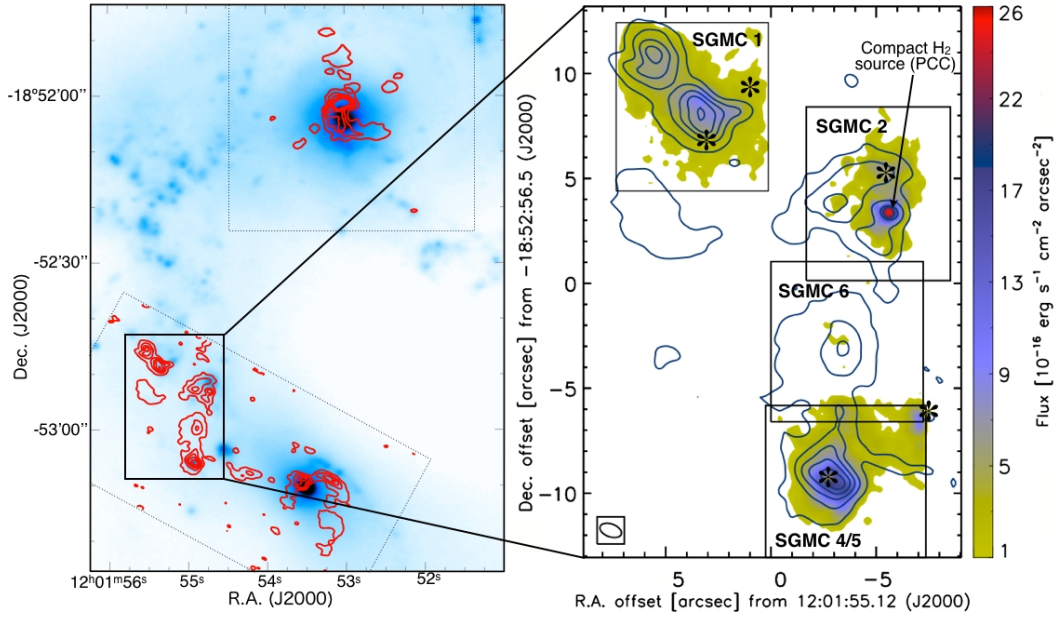 -18°52′00″
-52′30″
-53′00″
Dec. (J2000)
12ʰ01ᵐ56ˢ 55ˢ 54ˢ 53ˢ 52ˢ
R.A. (J2000)
SGMC 1
Compact H₂
source (PCC)
SGMC 2
SGMC 6
SGMC 4/5
10
5
0
−5
−10
Dec. offset [arcsec] from −18:52:56.5 (J2000)
5 0 −5
R.A. offset [arcsec] from 12:01:55.12 (J2000)
26
22
17
13
9
5
1
Flux [10⁻¹⁶ erg s⁻¹ cm⁻² arcsec⁻²]